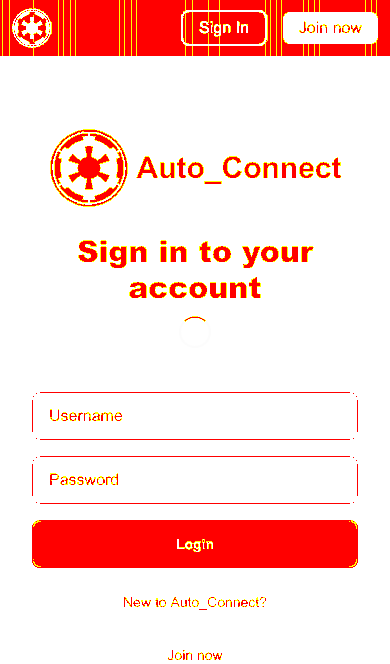 Sign in
Join now
Auto_Connect
Sign in to your
account
Username
Password
Login
New to Auto_Connect?
Join now